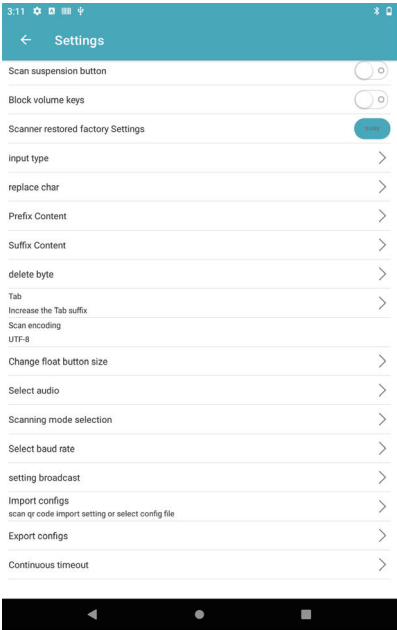 3:11
Settings
Scan suspension button
Block volume keys
Scanner restored factory Settings
input type
replace char
Prefix Content
Suffix Content
delete byte
Tab
Increase the Tab suffix
Scan encoding
UTF-8
Change float button size
Select audio
Scanning mode selection
Select baud rate
setting broadcast
Import configs
scan qr code import setting or select config file
Export configs
Continuous timeout